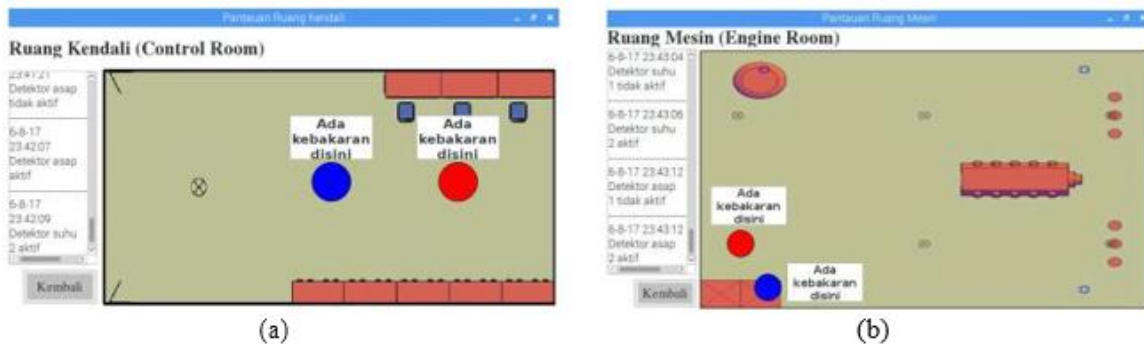 Pantauan Ruang Kendali
Ruang Kendali (Control Room)
23:41:21
Detektor asap
tidak aktif
6-8-17
23:42:07
Detektor asap
aktif
6-8-17
23:42:09
Detektor suhu
2 aktif
Kembali
Ada
kebakaran
disini
Ada
kebakaran
disini
(a)
Pantauan Ruang Mesin
Ruang Mesin (Engine Room)
6-8-17 23:43:04
Detektor suhu
1 tidak aktif
6-8-17 23:43:06
Detektor suhu
2 aktif
6-8-17 23:43:12
Detektor asap
1 tidak aktif
6-8-17 23:43:12
Detektor asap
2 aktif
Kembali
Ada
kebakaran
disini
Ada
kebakaran
disini
(b)